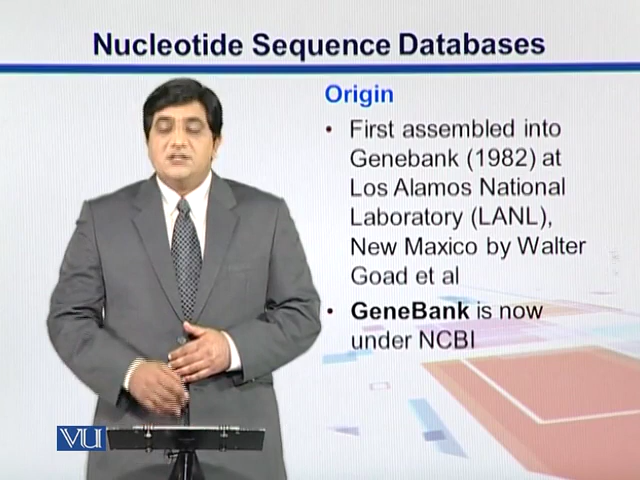 Nucleotide Sequence Databases
Origin
• First assembled into
Genebank (1982) at
Los Alamos National
Laboratory (LANL),
New Maxico by Walter
Goad et al
• GeneBank is now
under NCBI
VU